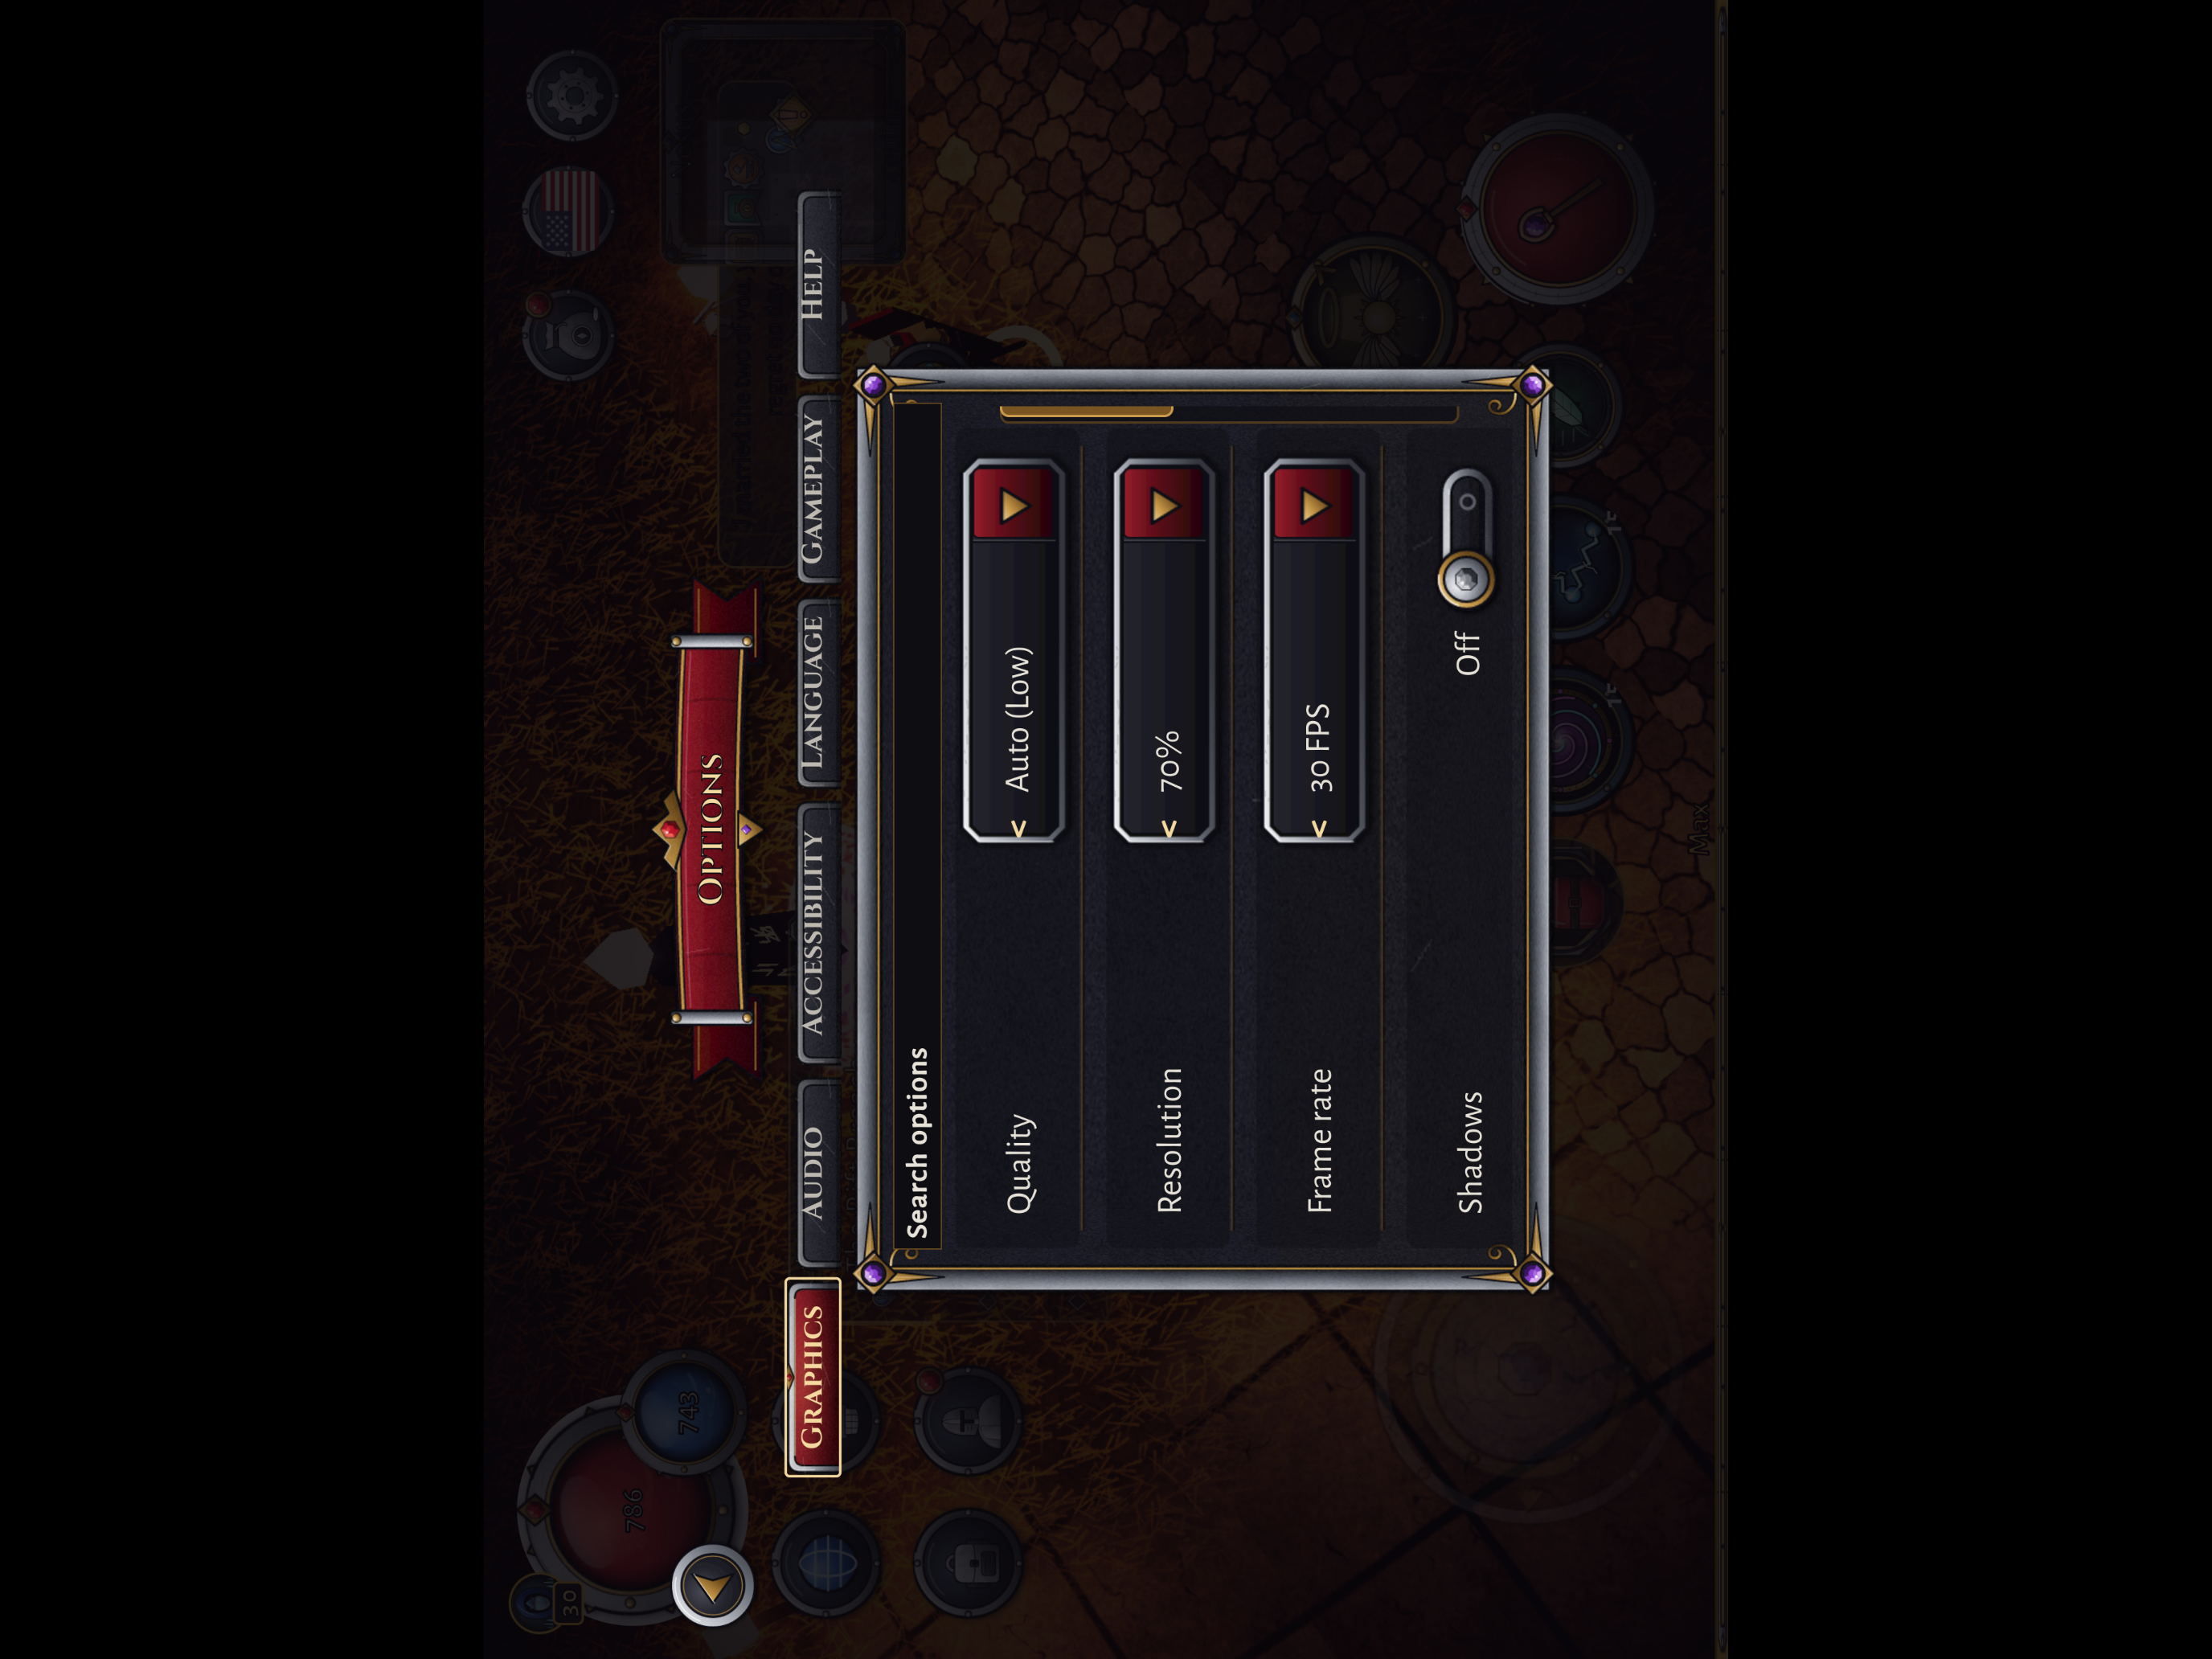 OPTIONS
GRAPHICS
AUDIO
ACCESSIBILITY
LANGUAGE
GAMEPLAY
HELP
Search options
Quality
< Auto (Low)
Resolution
< 70%
Frame rate
< 30 FPS
Shadows
Off
30
786
743
Max